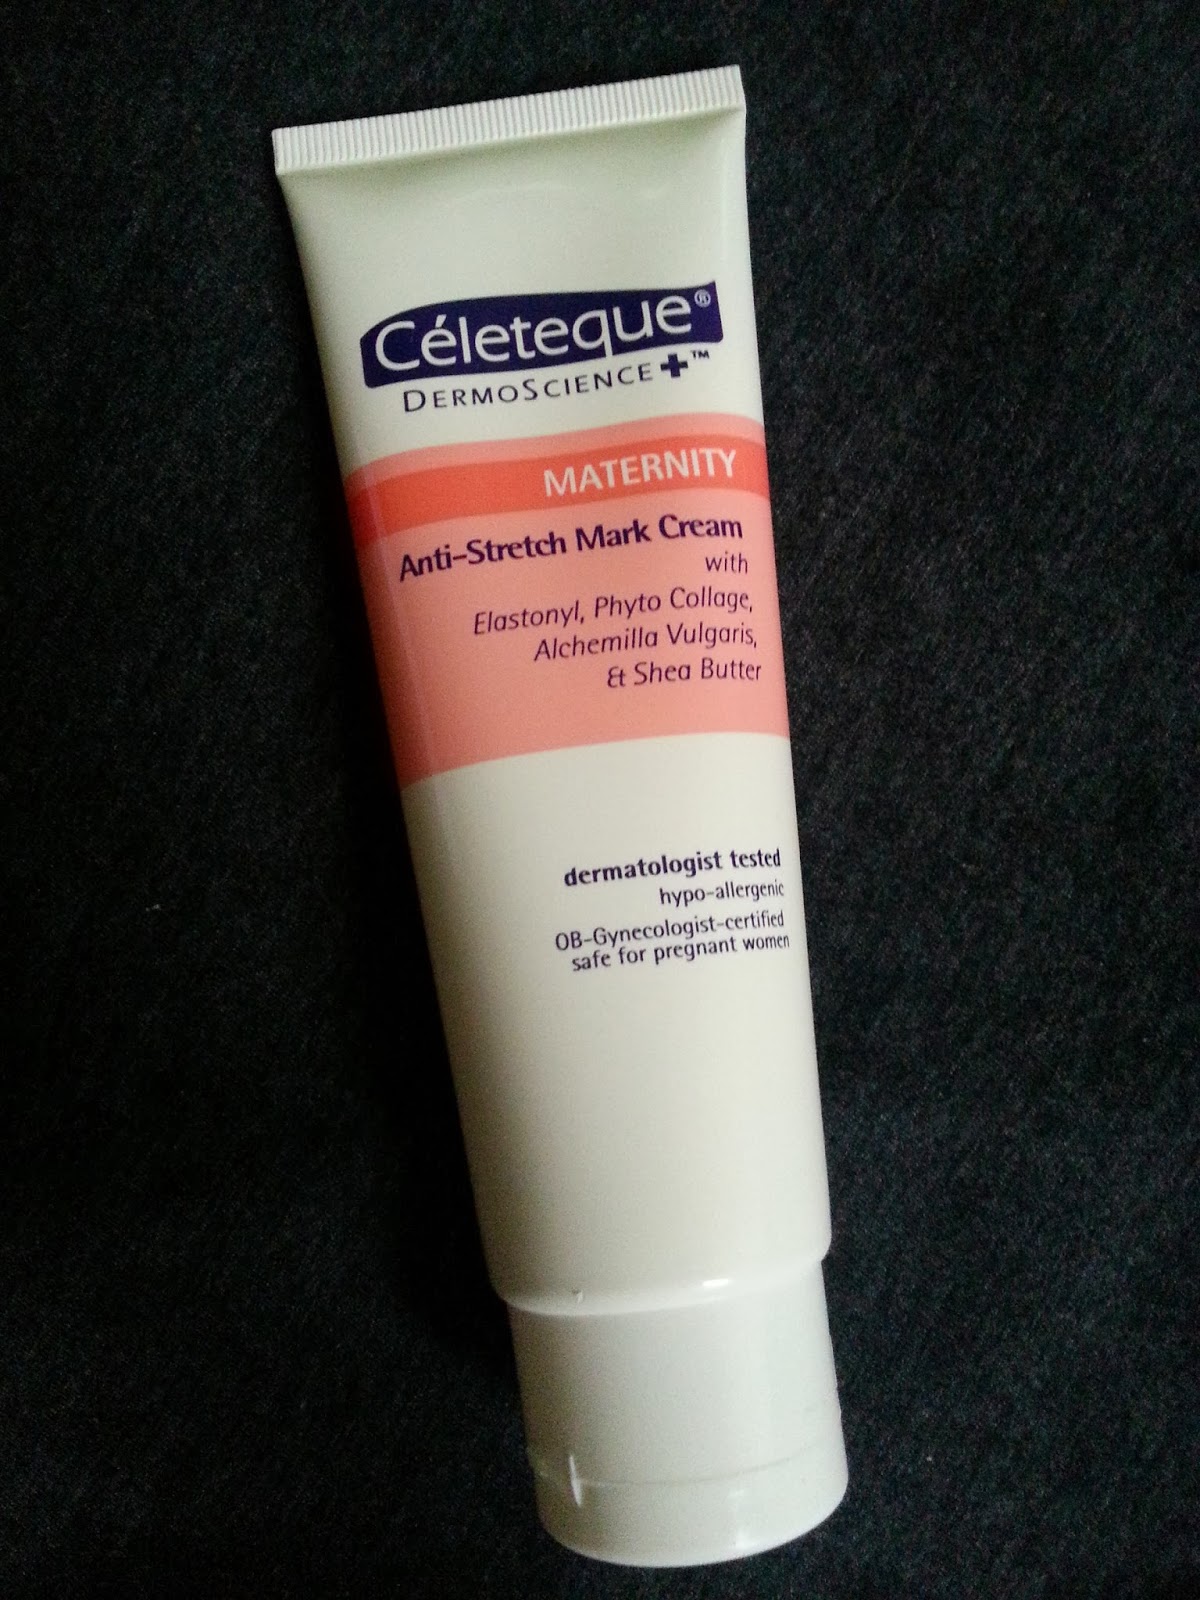 Céleteque®
DERMOSCIENCE+™
MATERNITY
Anti-Stretch Mark Cream
with
Elastonyl, Phyto Collage,
Alchemilla Vulgaris,
& Shea Butter
dermatologist tested
hypo-allergenic
OB-Gynecologist-certified
safe for pregnant women